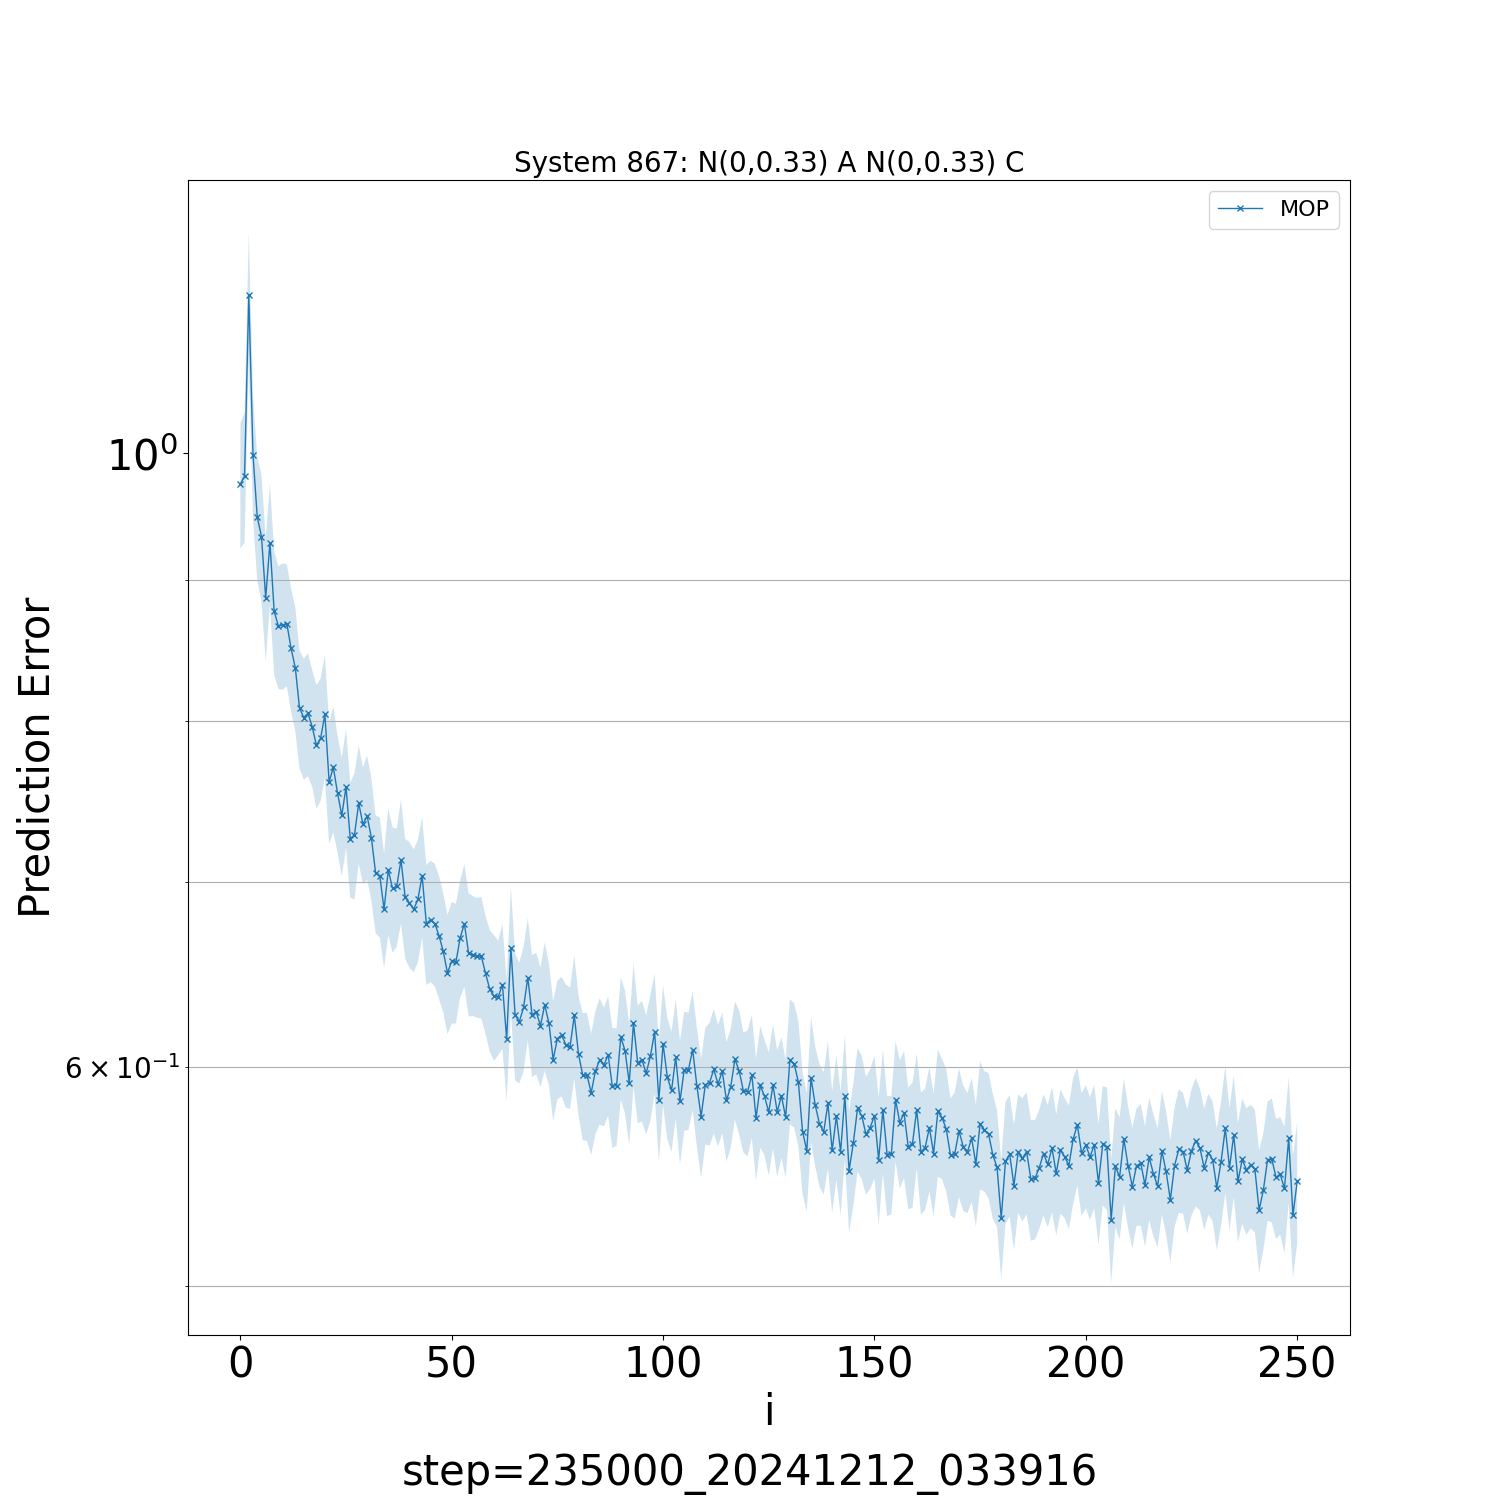 System 867: N(0,0.33) A N(0,0.33) C
MOP
10⁰
6 × 10⁻¹
Prediction Error
0 50 100 150 200 250
i
step=235000_20241212_033916